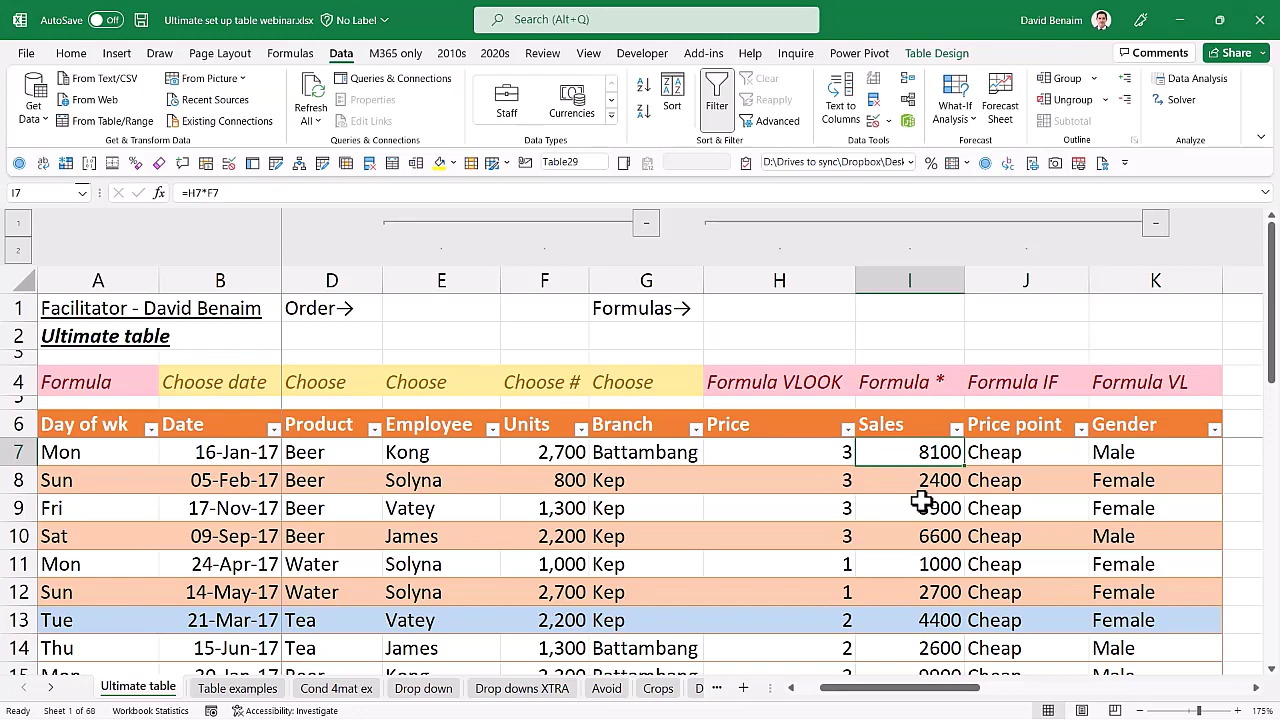 AutoSave Off Ultimate set up table webinar.xlsx No Label Search (Alt+Q) David Benaim
File Home Insert Draw Page Layout Formulas Data M365 only 2010s 2020s Review View Developer Add-ins Help Inquire Power Pivot Table Design Comments Share
Get Data
From Text/CSV
From Web
From Table/Range
From Picture
Recent Sources
Existing Connections
Get & Transform Data
Refresh All
Queries & Connections
Properties
Edit Links
Queries & Connections
Staff
Currencies
Data Types
Sort
Filter
Clear
Reapply
Advanced
Sort & Filter
Text to Columns
Data Tools
What-If Analysis
Forecast Sheet
Forecast
Group
Ungroup
Subtotal
Outline
Data Analysis
Solver
Analyze
Table29 D:\Drives to sync\Dropbox\Desk
I7 fx =H7*F7
1
2
A B D E F G H I J K
1 Facilitator - David Benaim Order→ Formulas→
2 Ultimate table
3
4 Formula Choose date Choose Choose Choose # Choose Formula VLOOK Formula * Formula IF Formula VL
5
6 Day of wk Date Product Employee Units Branch Price Sales Price point Gender
7 Mon 16-Jan-17 Beer Kong 2,700 Battambang 3 8100 Cheap Male
8 Sun 05-Feb-17 Beer Solyna 800 Kep 3 2400 Cheap Female
9 Fri 17-Nov-17 Beer Vatey 1,300 Kep 3 900 Cheap Female
10 Sat 09-Sep-17 Beer James 2,200 Kep 3 6600 Cheap Male
11 Mon 24-Apr-17 Water Solyna 1,000 Kep 1 1000 Cheap Female
12 Sun 14-May-17 Water Solyna 2,700 Kep 1 2700 Cheap Female
13 Tue 21-Mar-17 Tea Vatey 2,200 Kep 2 4400 Cheap Female
14 Thu 15-Jun-17 Tea James 1,300 Battambang 2 2600 Cheap Male
15
Ultimate table Table examples Cond 4mat ex Drop down Drop downs XTRA Avoid Crops D
Ready Sheet 1 of 68 Workbook Statistics Accessibility: Investigate 175%